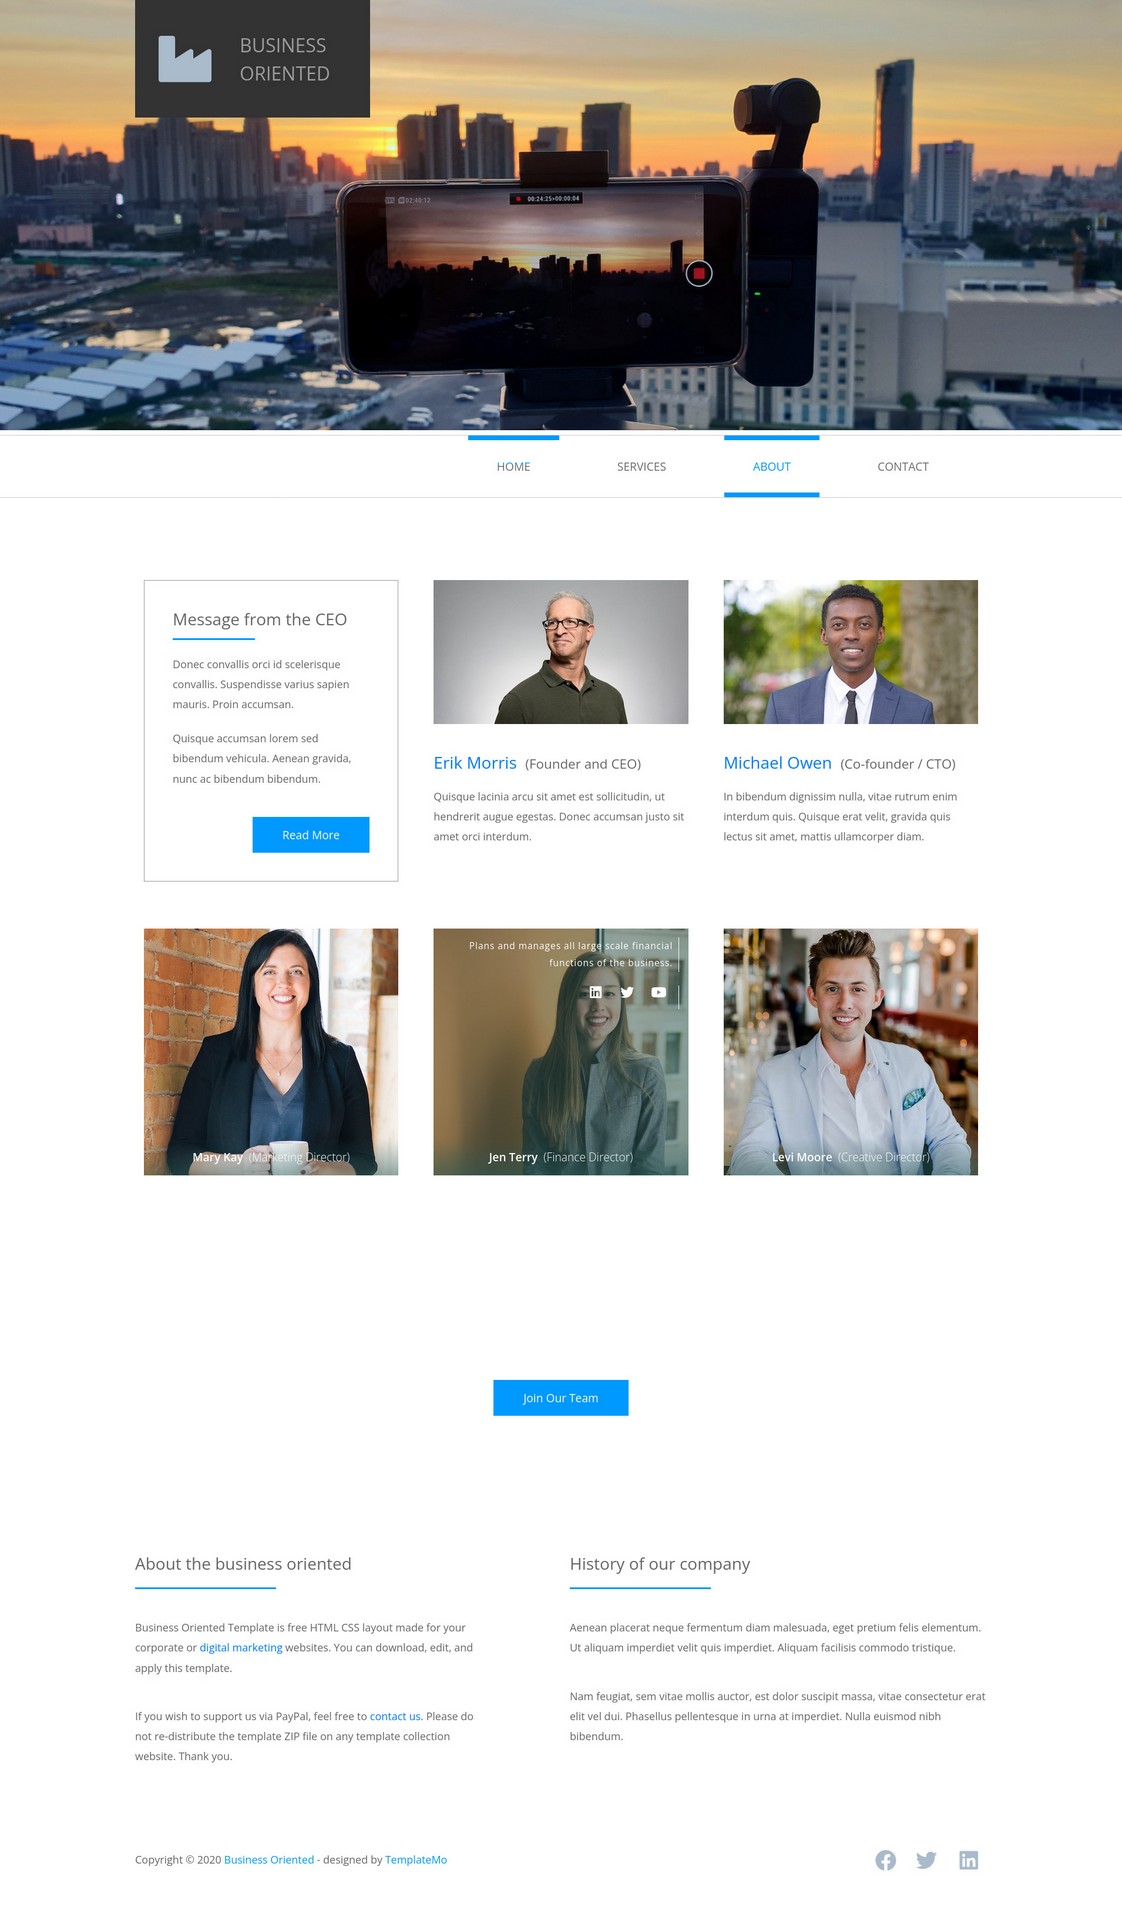 BUSINESS
ORIENTED
02:40:12
00:24:25>00:00:04
HOME
SERVICES
ABOUT
CONTACT
Message from the CEO
Donec convallis orci id scelerisque
convallis. Suspendisse varius sapien
mauris. Proin accumsan.
Quisque accumsan lorem sed
bibendum vehicula. Aenean gravida,
nunc ac bibendum bibendum.
Read More
Erik Morris (Founder and CEO)
Quisque lacinia arcu sit amet est sollicitudin, ut
hendrerit augue egestas. Donec accumsan justo sit
amet orci interdum.
Michael Owen (Co-founder / CTO)
In bibendum dignissim nulla, vitae rutrum enim
interdum quis. Quisque erat velit, gravida quis
lectus sit amet, mattis ullamcorper diam.
Mary Kay (Marketing Director)
Plans and manages all large scale financial
functions of the business.
Jen Terry (Finance Director)
Levi Moore (Creative Director)
Join Our Team
About the business oriented
Business Oriented Template is free HTML CSS layout made for your
corporate or digital marketing websites. You can download, edit, and
apply this template.
If you wish to support us via PayPal, feel free to contact us. Please do
not re-distribute the template ZIP file on any template collection
website. Thank you.
History of our company
Aenean placerat neque fermentum diam malesuada, eget pretium felis elementum.
Ut aliquam imperdiet velit quis imperdiet. Aliquam facilisis commodo tristique.
Nam feugiat, sem vitae mollis auctor, est dolor suscipit massa, vitae consectetur erat
elit vel dui. Phasellus pellentesque in urna at imperdiet. Nulla euismod nibh
bibendum.
Copyright © 2020 Business Oriented - designed by TemplateMo